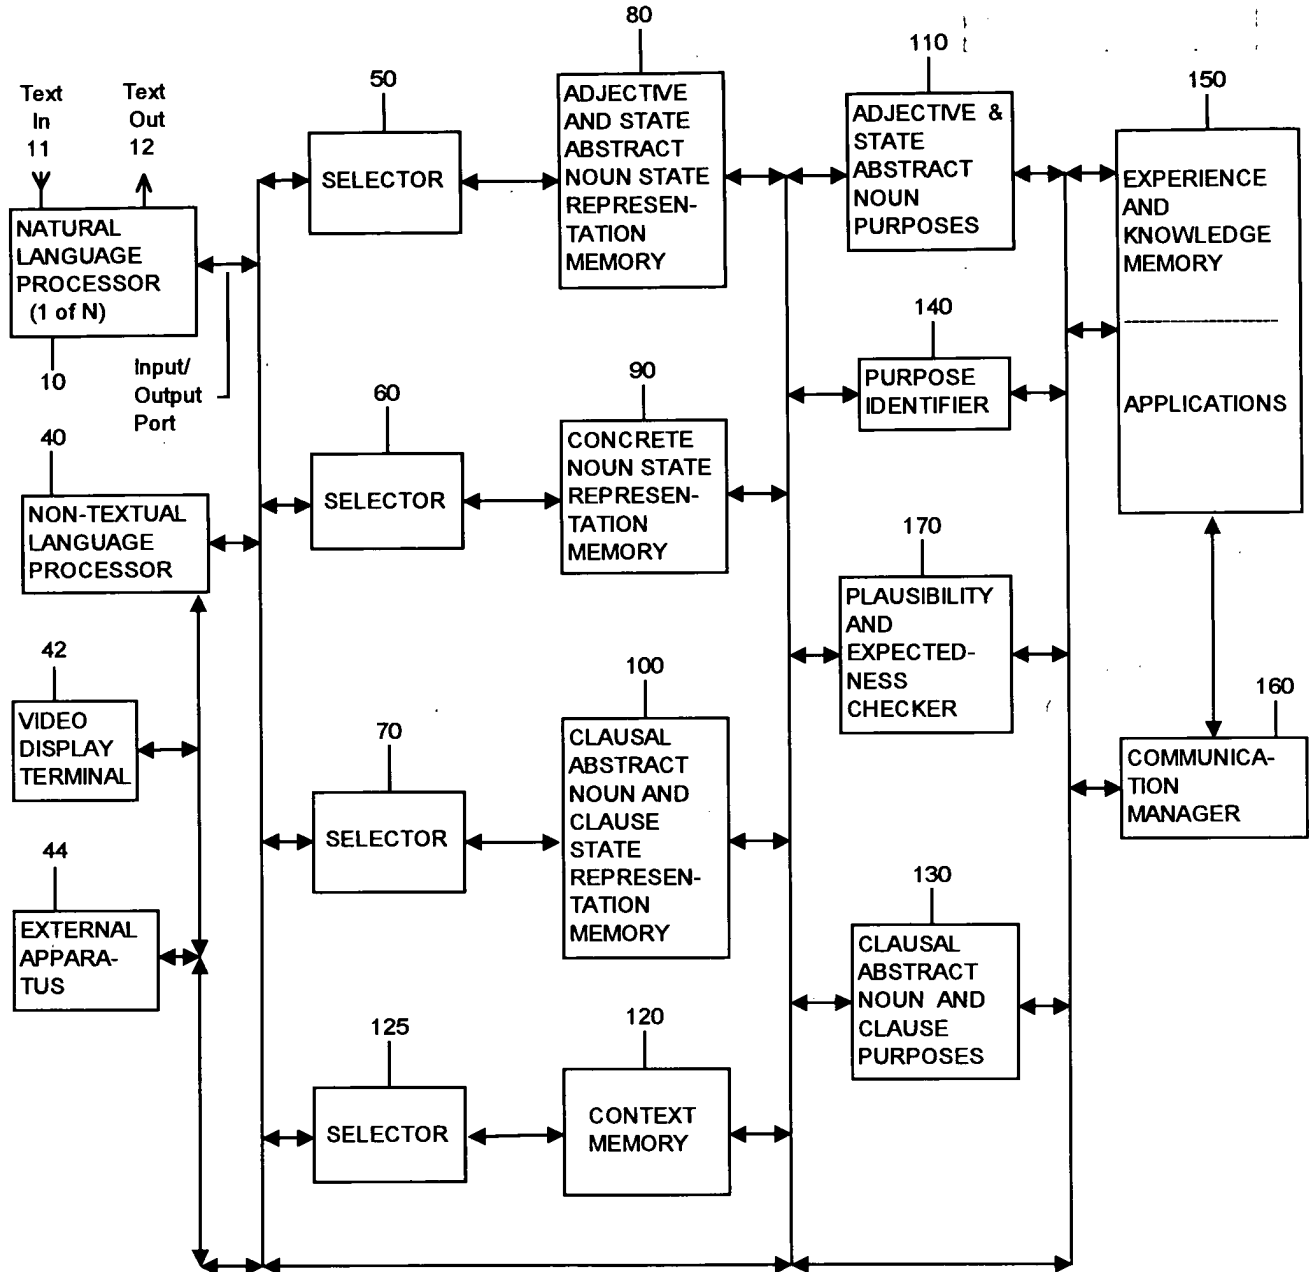 Text
In
11
Text
Out
12
NATURAL
LANGUAGE
PROCESSOR
(1 of N)
10
Input/
Output
Port
40
NON-TEXTUAL
LANGUAGE
PROCESSOR
42
VIDEO
DISPLAY
TERMINAL
44
EXTERNAL
APPARA-
TUS
50
SELECTOR
60
SELECTOR
70
SELECTOR
125
SELECTOR
80
ADJECTIVE
AND STATE
ABSTRACT
NOUN STATE
REPRESEN-
TATION
MEMORY
90
CONCRETE
NOUN STATE
REPRESEN-
TATION
MEMORY
100
CLAUSAL
ABSTRACT
NOUN AND
CLAUSE
STATE
REPRESEN-
TATION
MEMORY
120
CONTEXT
MEMORY
110
ADJECTIVE &
STATE
ABSTRACT
NOUN
PURPOSES
140
PURPOSE
IDENTIFIER
170
PLAUSIBILITY
AND
EXPECTED-
NESS
CHECKER
130
CLAUSAL
ABSTRACT
NOUN AND
CLAUSE
PURPOSES
150
EXPERIENCE
AND
KNOWLEDGE
MEMORY
APPLICATIONS
160
COMMUNICA-
TION
MANAGER